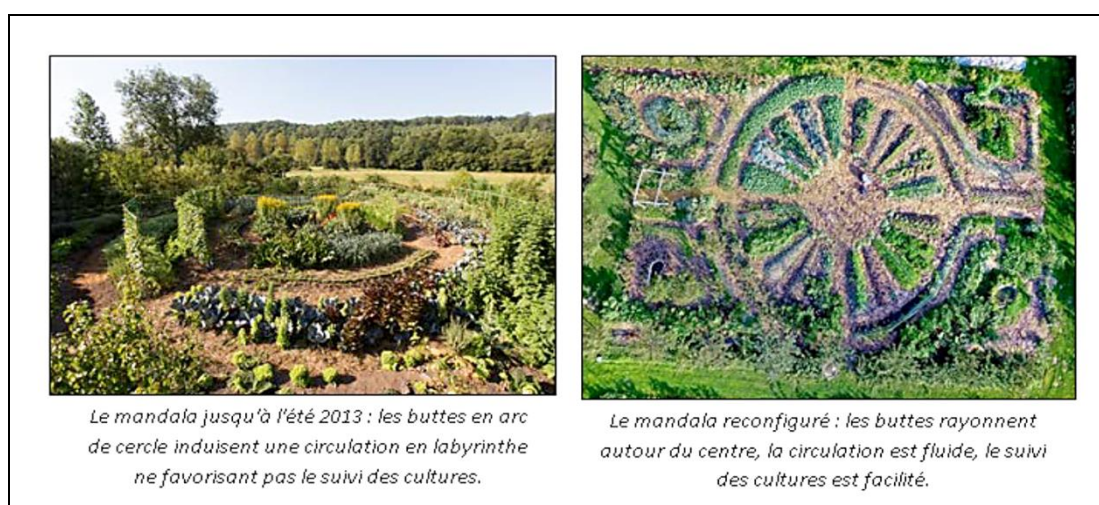 Le mandala jusqu'à l'été 2013 : les buttes en arc
de cercle induisent une circulation en labyrinthe
ne favorisant pas le suivi des cultures.
Le mandala reconfiguré : les buttes rayonnent
autour du centre, la circulation est fluide, le suivi
des cultures est facilité.